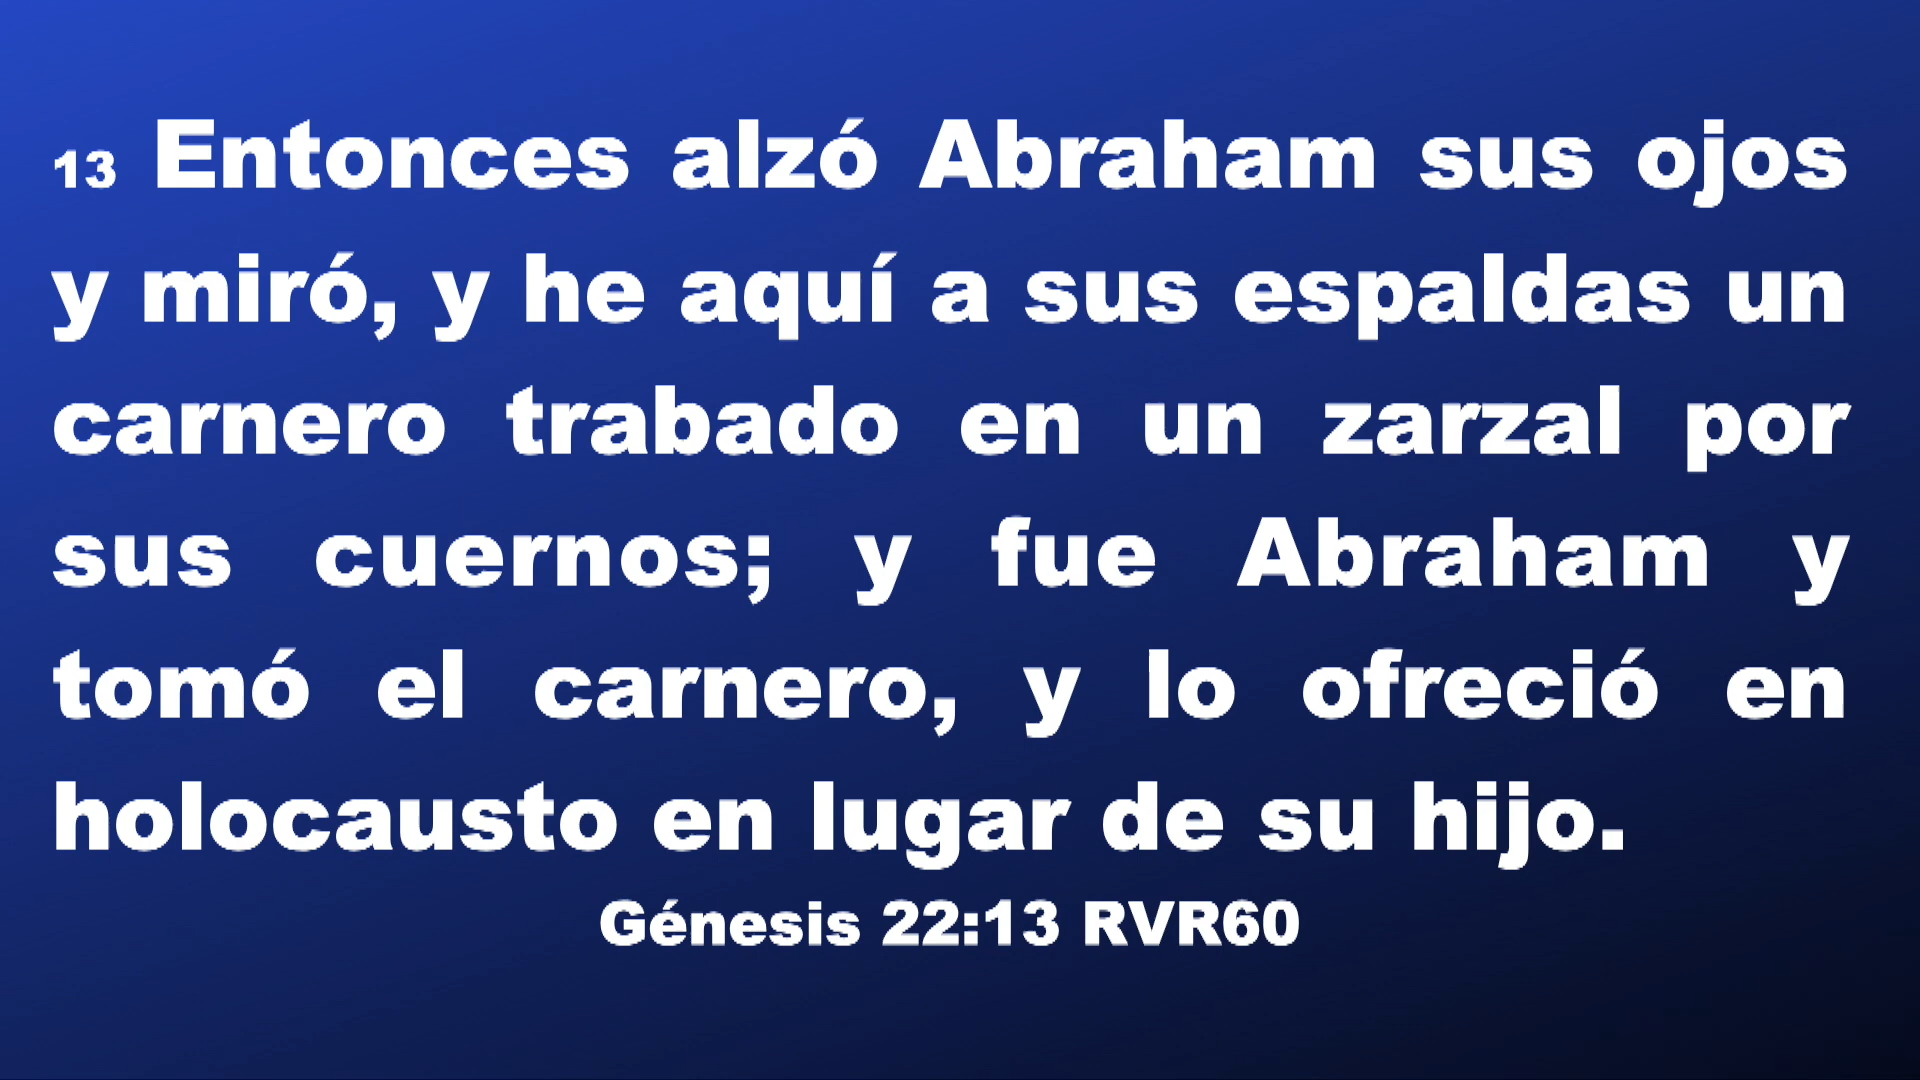 13 Entonces alzó Abraham sus ojos
y miró, y he aquí a sus espaldas un
carnero trabado en un zarzal por
sus cuernos; y fue Abraham y
tomó el carnero, y lo ofreció en
holocausto en lugar de su hijo.
Génesis 22:13 RVR60